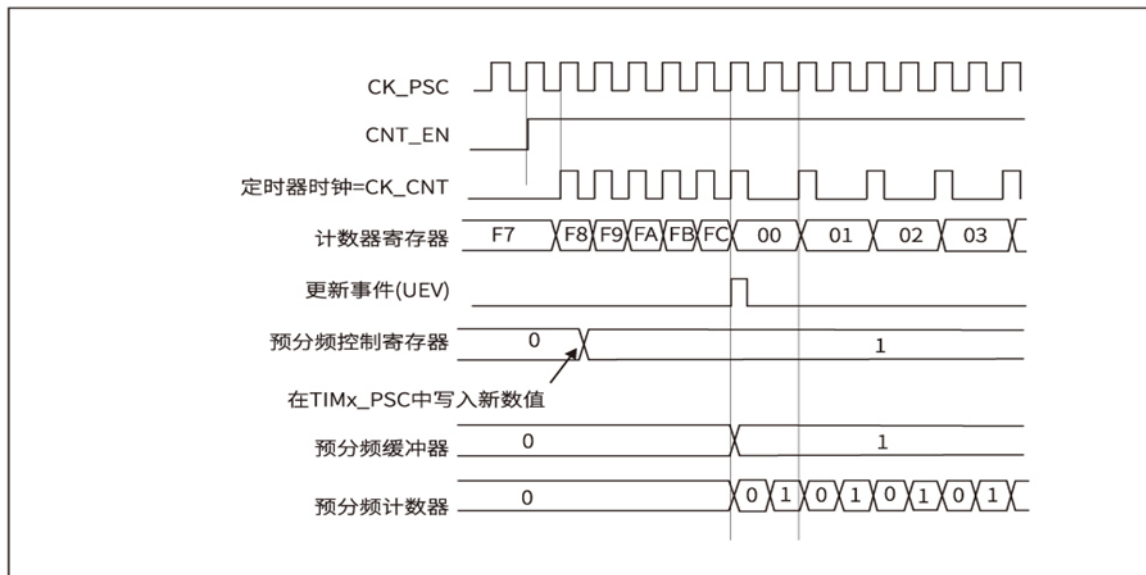 CK_PSC
CNT_EN
定时器时钟=CK_CNT
计数器寄存器 F7 F8 F9 FA FB FC 00 01 02 03
更新事件(UEV)
预分频控制寄存器 0 1
在TIMx_PSC中写入新数值
预分频缓冲器 0 1
预分频计数器 0 0 1 0 1 0 1 0 1